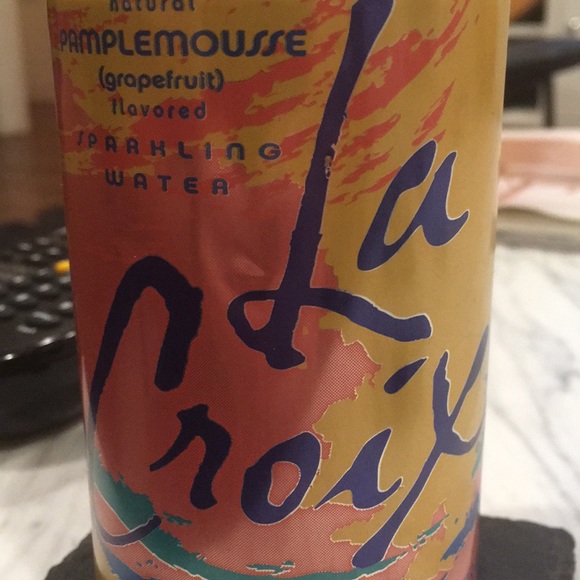 natural
PAMPLEMOUSSE
(grapefruit)
flavored
SPARKLING
WATER
La
Croix